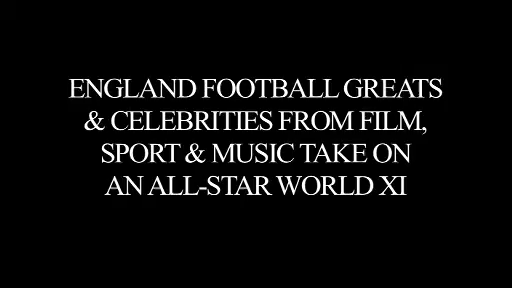 ENGLAND FOOTBALL GREATS
& CELEBRITIES FROM FILM,
SPORT & MUSIC TAKE ON
AN ALL-STAR WORLD XI